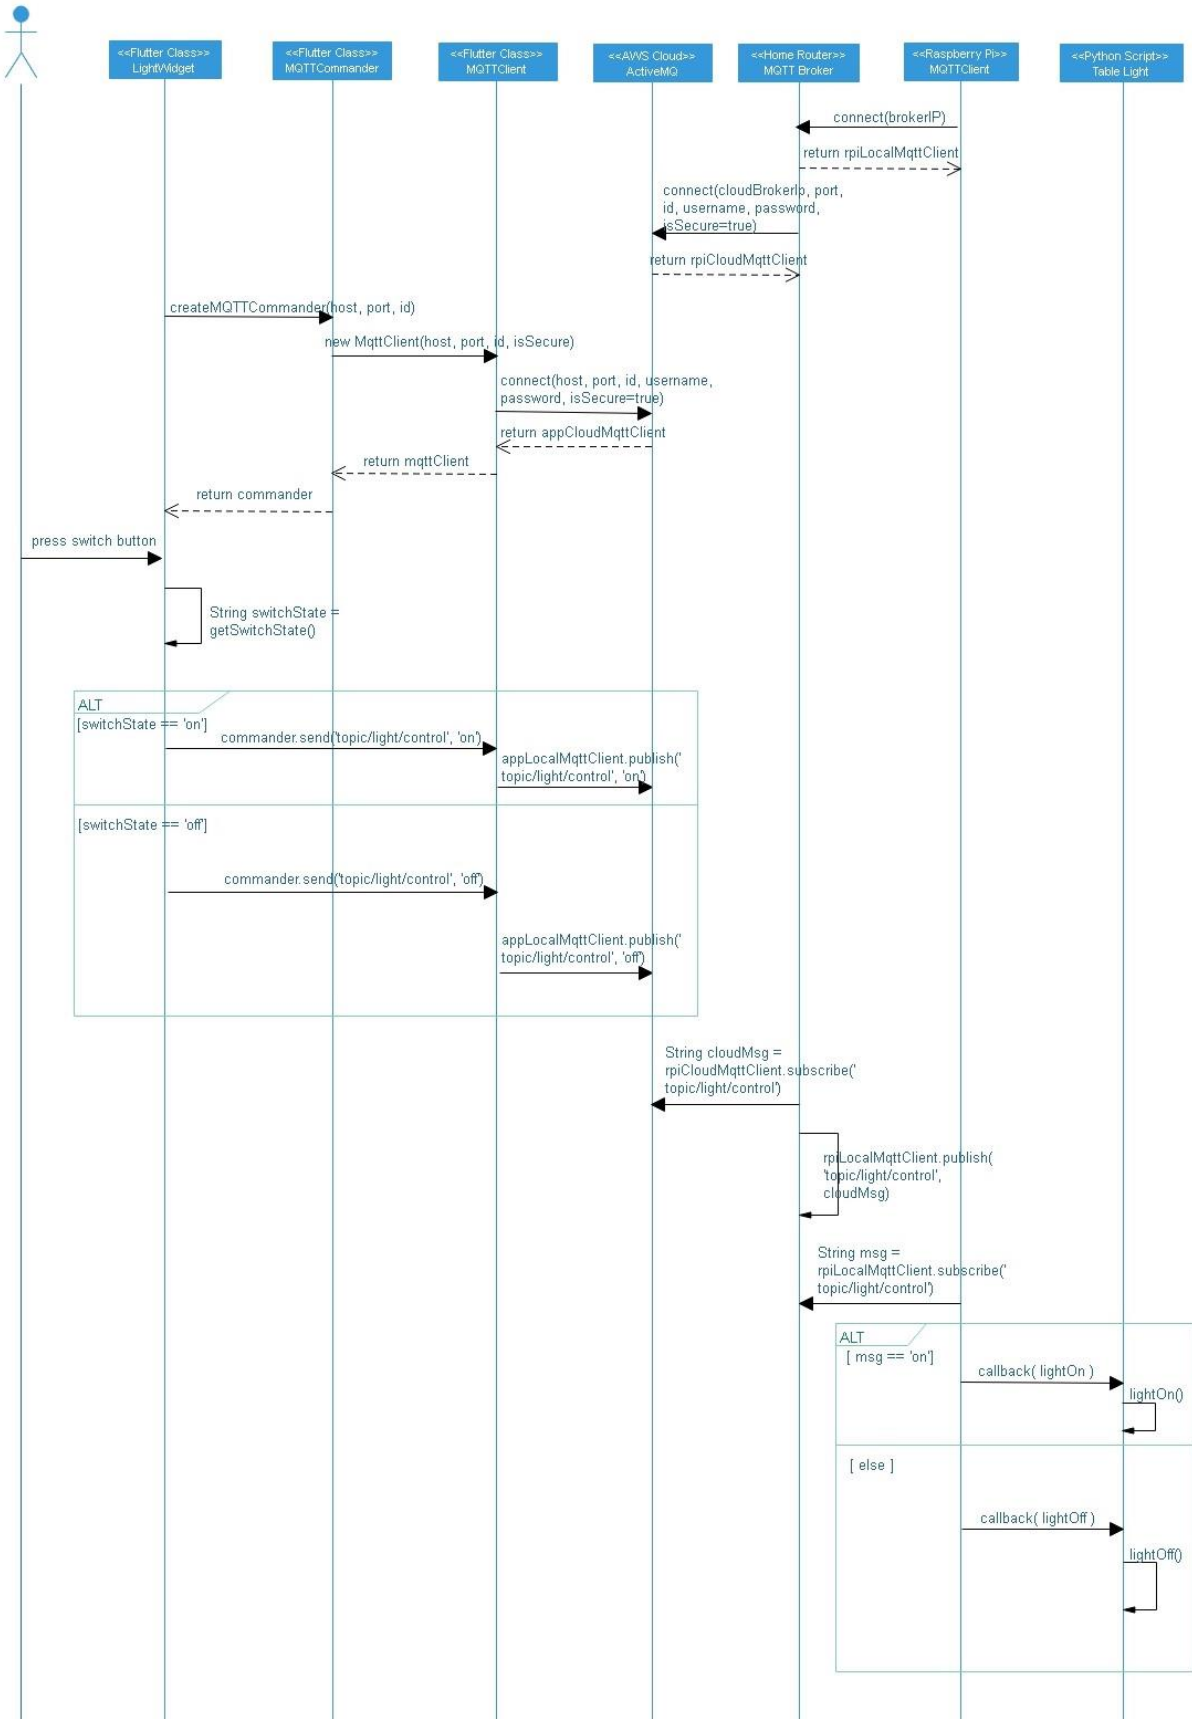 <<Flutter Class>>
LightWidget
<<Flutter Class>>
MQTTCommander
<<Flutter Class>>
MQTTClient
<<AWS Cloud>>
ActiveMQ
<<Home Router>>
MQTT Broker
<<Raspberry Pi>>
MQTTClient
<<Python Script>>
Table Light
connect(brokerIP)
return rpiLocalMqttClient
connect(cloudBrokerIp, port,
id, username, password,
isSecure=true)
return rpiCloudMqttClient
createMQTTCommander(host, port, id)
new MqttClient(host, port, id, isSecure)
connect(host, port, id, username,
password, isSecure=true)
return appCloudMqttClient
return mqttClient
return commander
press switch button
String switchState =
getSwitchState()
ALT
[switchState == 'on']
commander.send('topic/light/control', 'on')
appLocalMqttClient.publish('
topic/light/control', 'on')
[switchState == 'off']
commander.send('topic/light/control', 'off')
appLocalMqttClient.publish('
topic/light/control', 'off')
String cloudMsg =
rpiCloudMqttClient.subscribe('
topic/light/control')
rpiLocalMqttClient.publish(
'topic/light/control',
cloudMsg)
String msg =
rpiLocalMqttClient.subscribe('
topic/light/control')
ALT
[ msg == 'on']
callback( lightOn )
lightOn()
[ else ]
callback( lightOff )
lightOff()